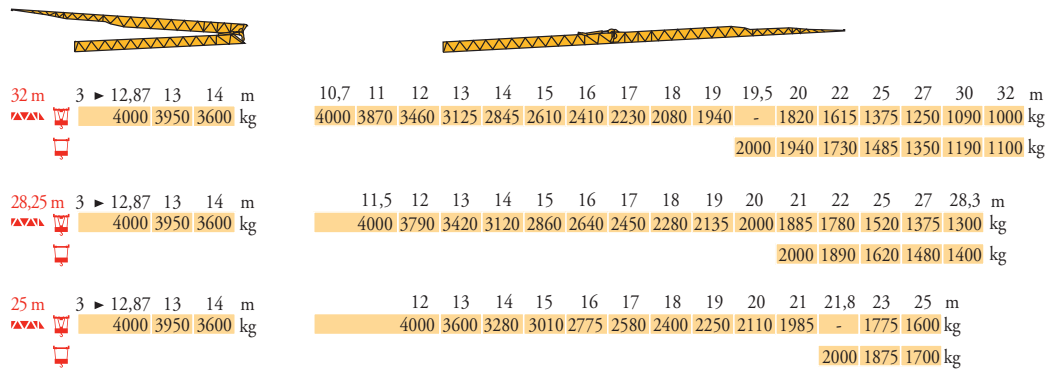 32 m 3 ► 12,87 13 14 m 10,7 11 12 13 14 15 16 17 18 19 19,5 20 22 25 27 30 32 m
4000 3950 3600 kg 4000 3870 3460 3125 2845 2610 2410 2230 2080 1940 - 1820 1615 1375 1250 1090 1000 kg
2000 1940 1730 1485 1350 1190 1100 kg
28,25 m 3 ► 12,87 13 14 m 11,5 12 13 14 15 16 17 18 19 20 21 22 25 27 28,3 m
4000 3950 3600 kg 4000 3790 3420 3120 2860 2640 2450 2280 2135 2000 1885 1780 1520 1375 1300 kg
2000 1890 1620 1480 1400 kg
25 m 3 ► 12,87 13 14 m 12 13 14 15 16 17 18 19 20 21 21,8 23 25 m
4000 3950 3600 kg 4000 3600 3280 3010 2775 2580 2400 2250 2110 1985 - 1775 1600 kg
2000 1875 1700 kg